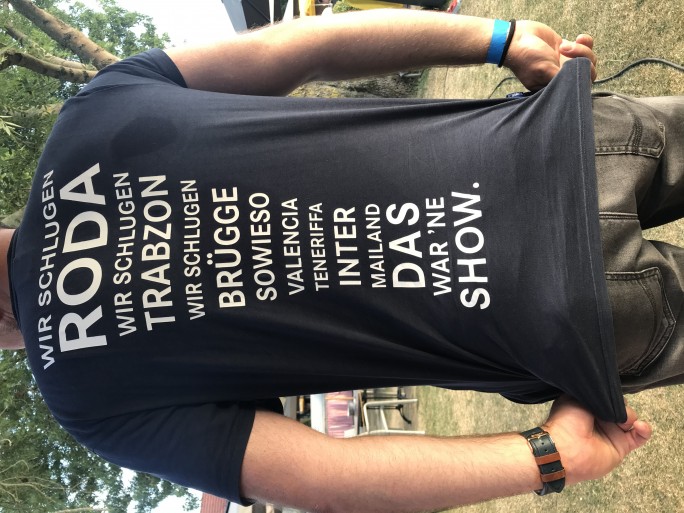 WIR SCHLUGEN
RODA
WIR SCHLUGEN
TRABZON
WIR SCHLUGEN
BRÜGGE
SOWIESO
VALENCIA
TENERIFFA
INTER
MAILAND
DAS
WAR 'NE
SHOW.